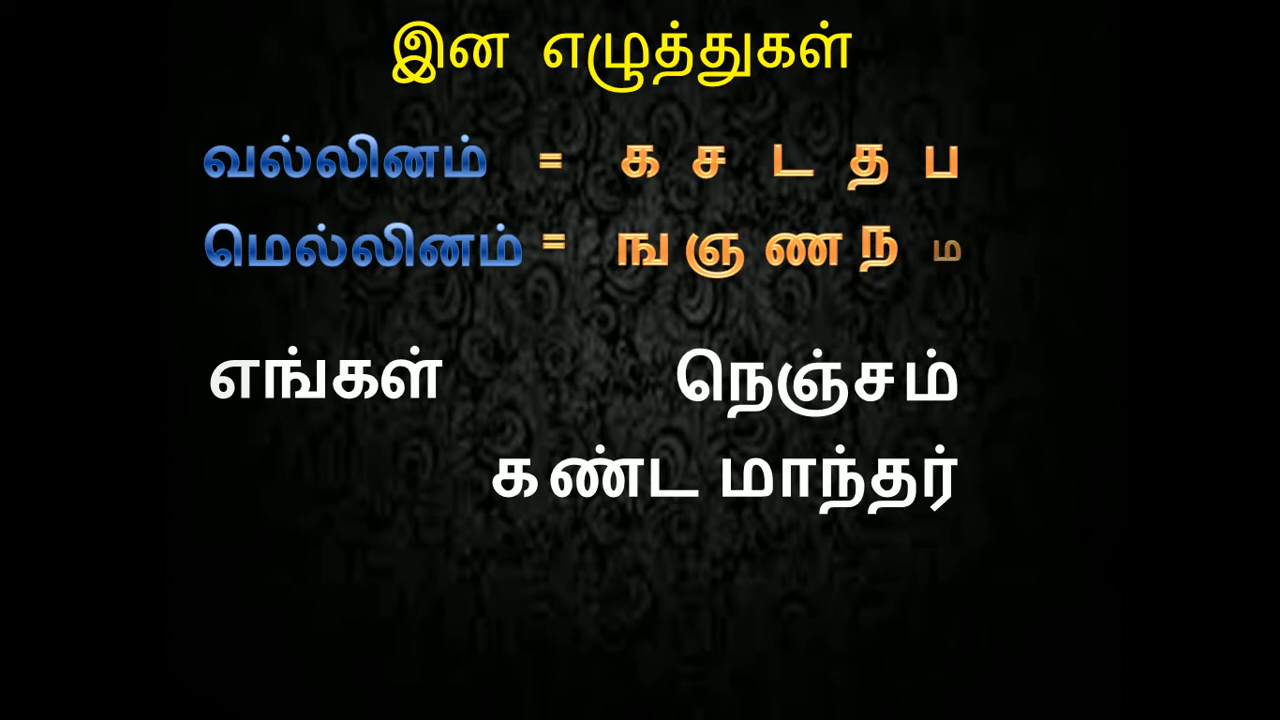 இன எழுத்துகள்
வல்லினம் = க ச ட த ப
மெல்லினம் = ங ஞ ண ந ம
எங்கள் நெஞ்சம்
கண்ட மாந்தர்